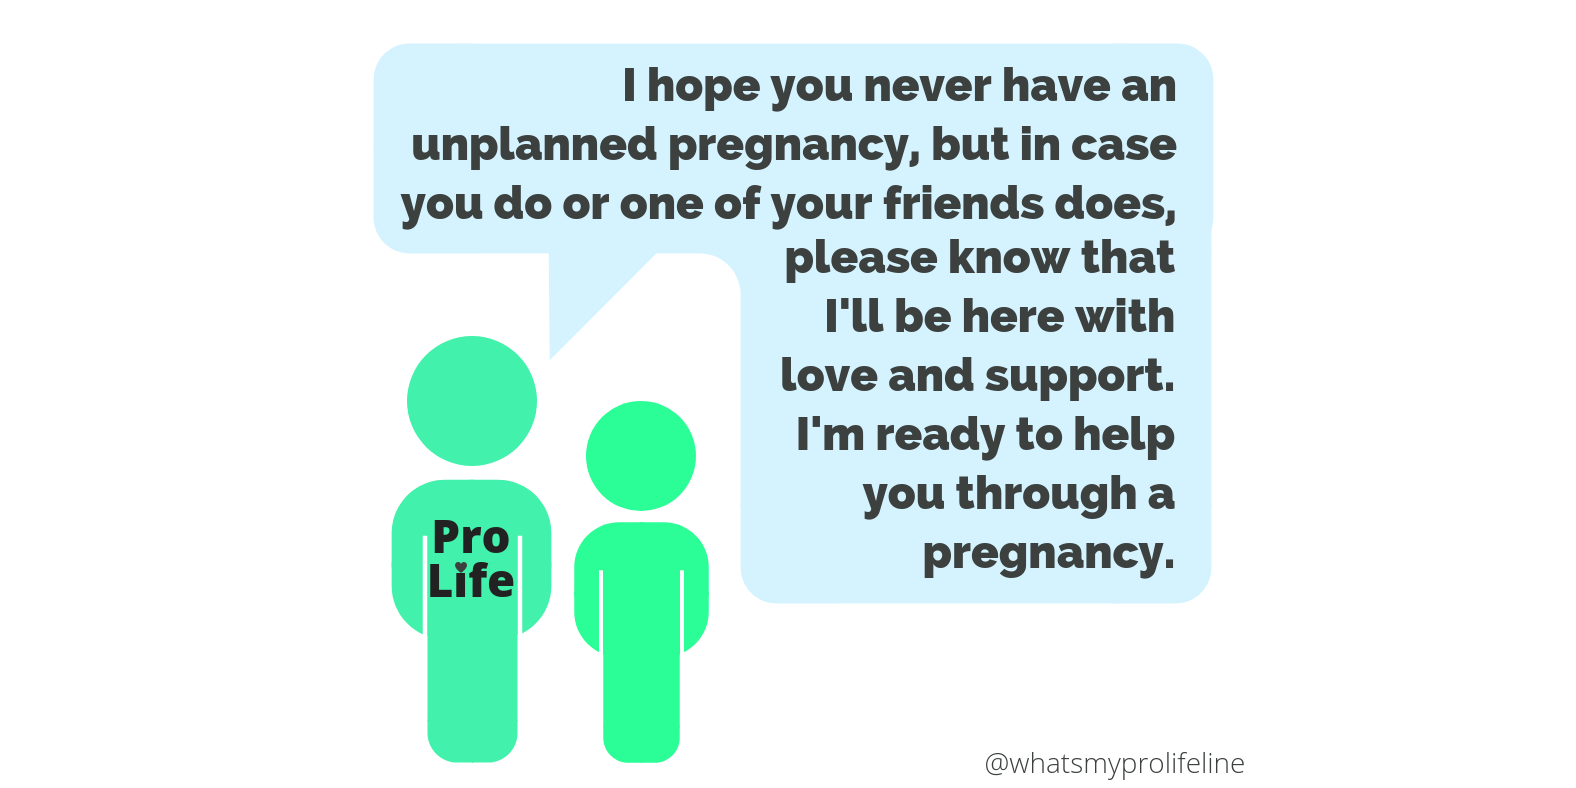 I hope you never have an
unplanned pregnancy, but in case
you do or one of your friends does,
please know that
I'll be here with
love and support.
I'm ready to help
you through a
pregnancy.
Pro
Life
@whatsmyprolifeline